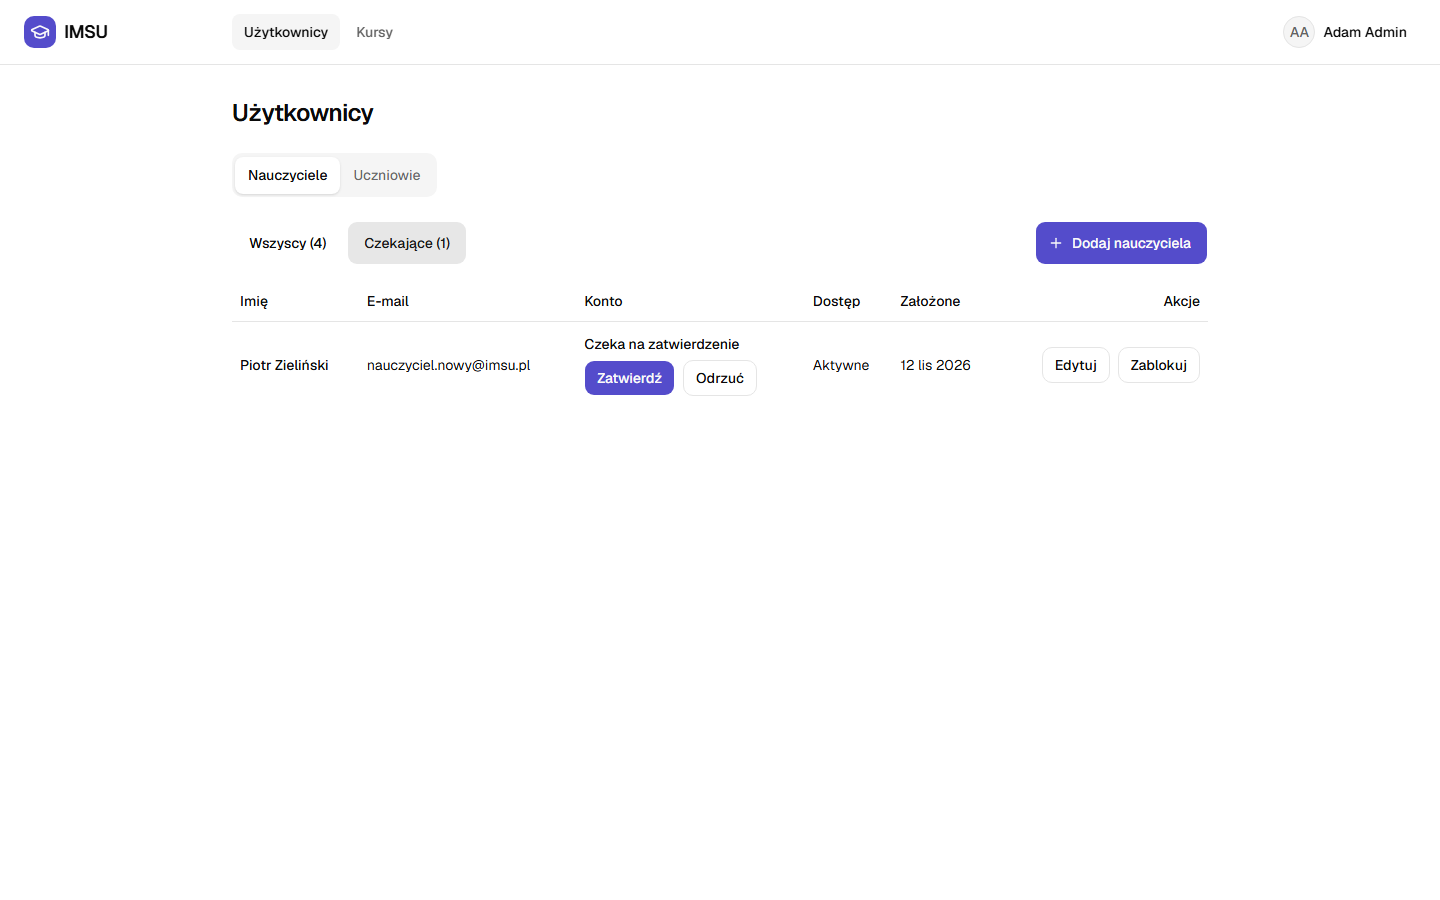 IMSU
Użytkownicy
Kursy
AA
Adam Admin
Użytkownicy
Nauczyciele
Uczniowie
Wszyscy (4)
Czekające (1)
+ Dodaj nauczyciela
Imię
E-mail
Konto
Dostęp
Założone
Akcje
Piotr Zieliński
nauczyciel.nowy@imsu.pl
Czeka na zatwierdzenie
Zatwierdź
Odrzuć
Aktywne
12 lis 2026
Edytuj
Zablokuj